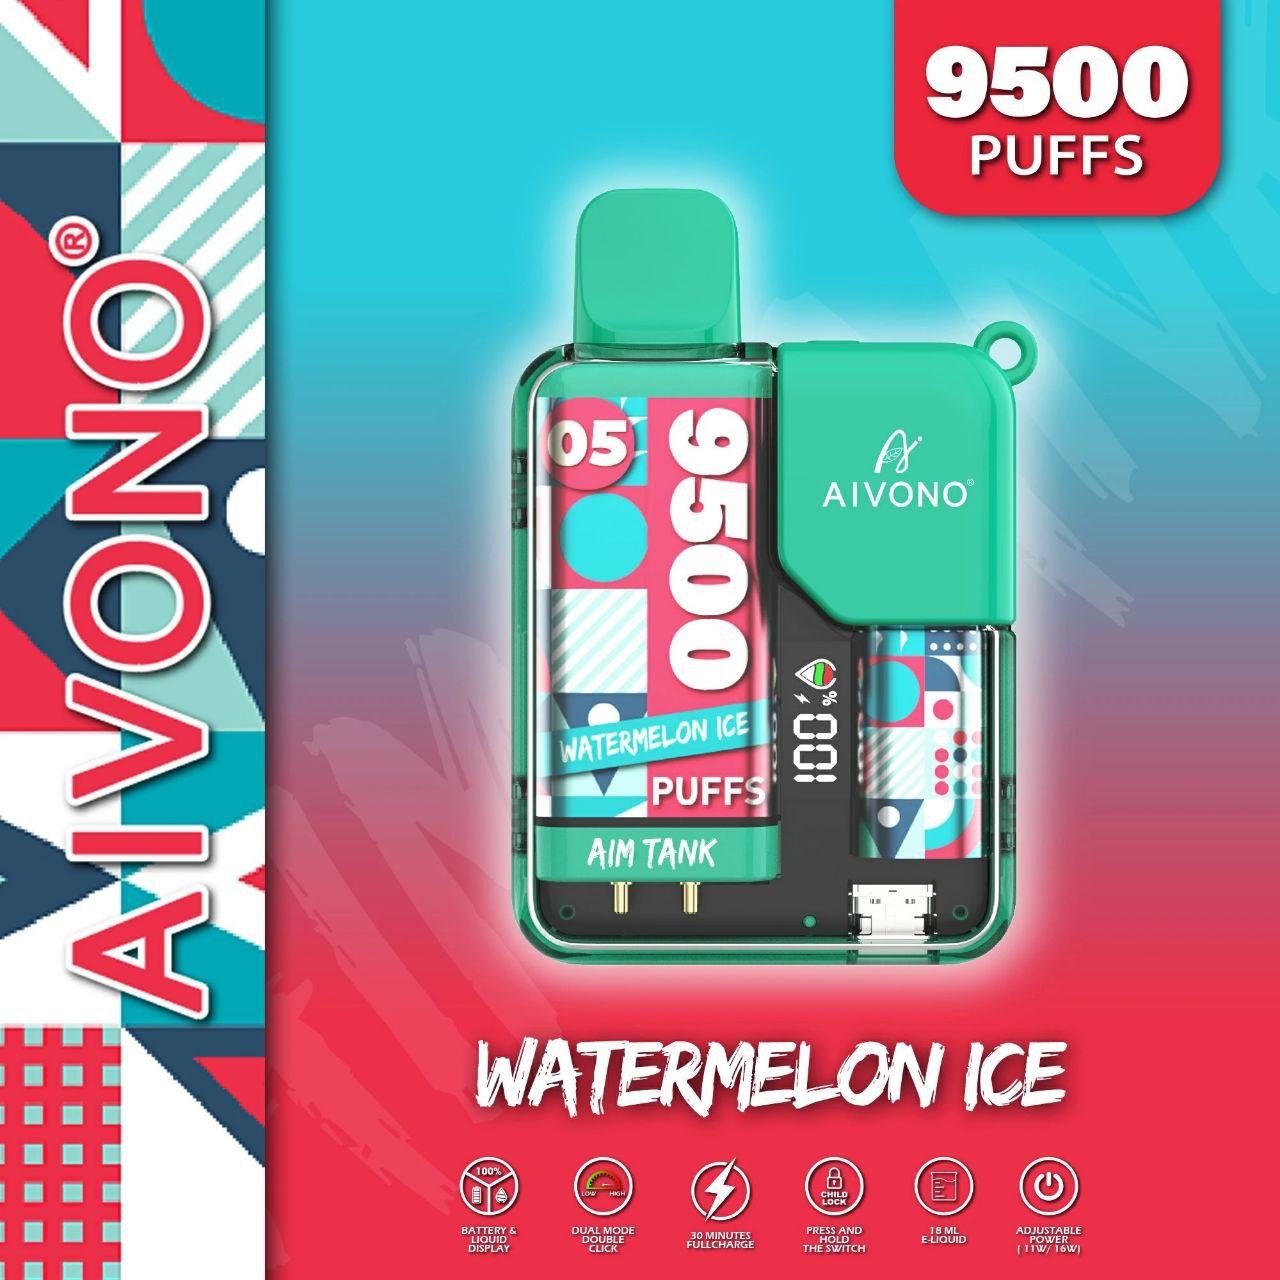 AIVONO®
9500
PUFFS
05
9500
WATERMELON ICE
PUFFS
AIM TANK
AIVONO®
100%
WATERMELON ICE
100%
BATTERY &
LIQUID
DISPLAY
LOW HIGH
DUAL MODE
DOUBLE
CLICK
30 MINUTES
FULLCHARGE
CHILD
LOCK
PRESS AND
HOLD
THE SWITCH
18 ML
E-LIQUID
ADJUSTABLE
POWER
( 11W/ 16W)